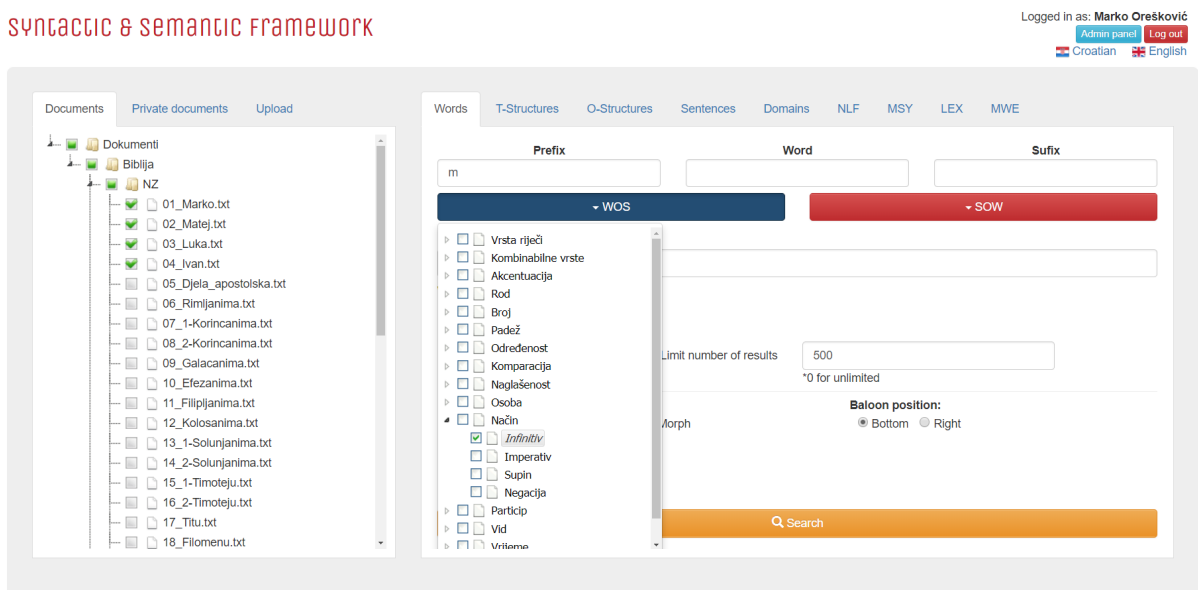 Syntactic & Semantic Framework
Logged in as: Marko Orešković
Admin panel Log out
Croatian English
Documents Private documents Upload
Dokumenti
Biblija
NZ
01_Marko.txt
02_Matej.txt
03_Luka.txt
04_Ivan.txt
05_Djela_apostolska.txt
06_Rimljanima.txt
07_1-Korincanima.txt
08_2-Korincanima.txt
09_Galacanima.txt
10_Efezanima.txt
11_Filipljanima.txt
12_Kolosanima.txt
13_1-Solunjanima.txt
14_2-Solunjanima.txt
15_1-Timoteju.txt
16_2-Timoteju.txt
17_Titu.txt
18_Filomenu.txt
Words T-Structures O-Structures Sentences Domains NLF MSY LEX MWE
Prefix Word Sufix
m
WOS SOW
Vrsta riječi
Kombinabilne vrste
Akcentuacija
Rod
Broj
Padež
Određenost
Komparacija
Naglašenost
Osoba
Način
Infinitiv
Imperativ
Supin
Negacija
Particip
Vid
Vrijeme
Limit number of results 500
*0 for unlimited
Baloon position:
Morph Bottom Right
Search